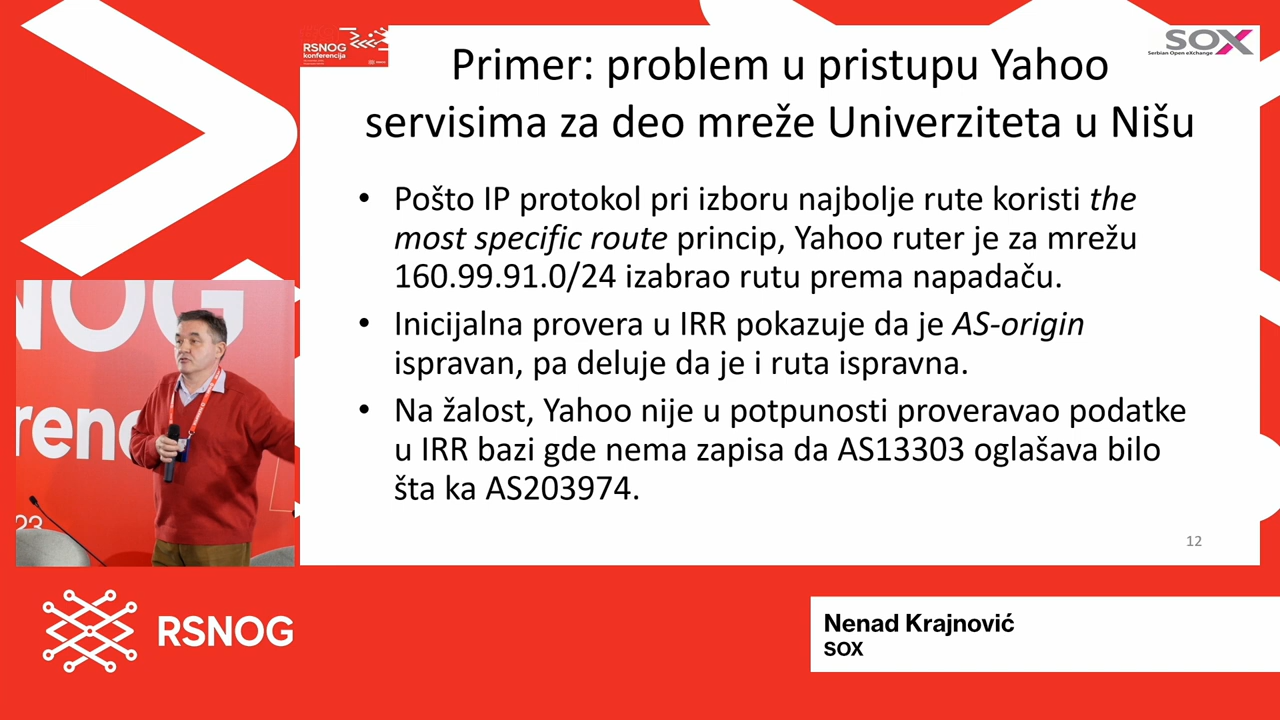 RSNOG
konferencija
SOX
Serbian Open eXchange
Primer: problem u pristupu Yahoo
servisima za deo mreže Univerziteta u Nišu
• Pošto IP protokol pri izboru najbolje rute koristi the
most specific route princip, Yahoo ruter je za mrežu
160.99.91.0/24 izabrao rutu prema napadaču.
• Inicijalna provera u IRR pokazuje da je AS-origin
ispravan, pa deluje da je i ruta ispravna.
• Na žalost, Yahoo nije u potpunosti proveravao podatke
u IRR bazi gde nema zapisa da AS13303 oglašava bilo
šta ka AS203974.
12
NOG
renc
23
RSNOG
Nenad Krajnović
SOX